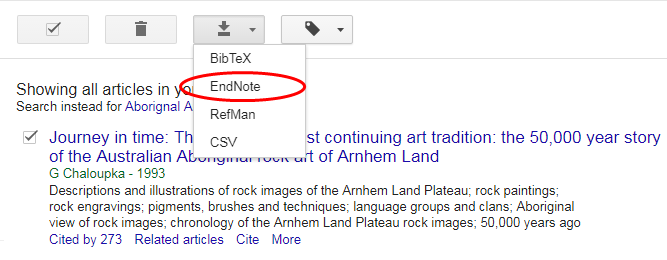 BibTeX
EndNote
RefMan
CSV
Showing all articles in yo
Search instead for Aborignal A
Journey in time: Th st continuing art tradition: the 50,000 year story
of the Australian Aboriginal rock art of Arnhem Land
G Chaloupka - 1993
Descriptions and illustrations of rock images of the Arnhem Land Plateau; rock paintings;
rock engravings; pigments, brushes and techniques; language groups and clans; Aboriginal
view of rock images; chronology of the Arnhem Land Plateau rock images; 50,000 years ago
Cited by 273 Related articles Cite More